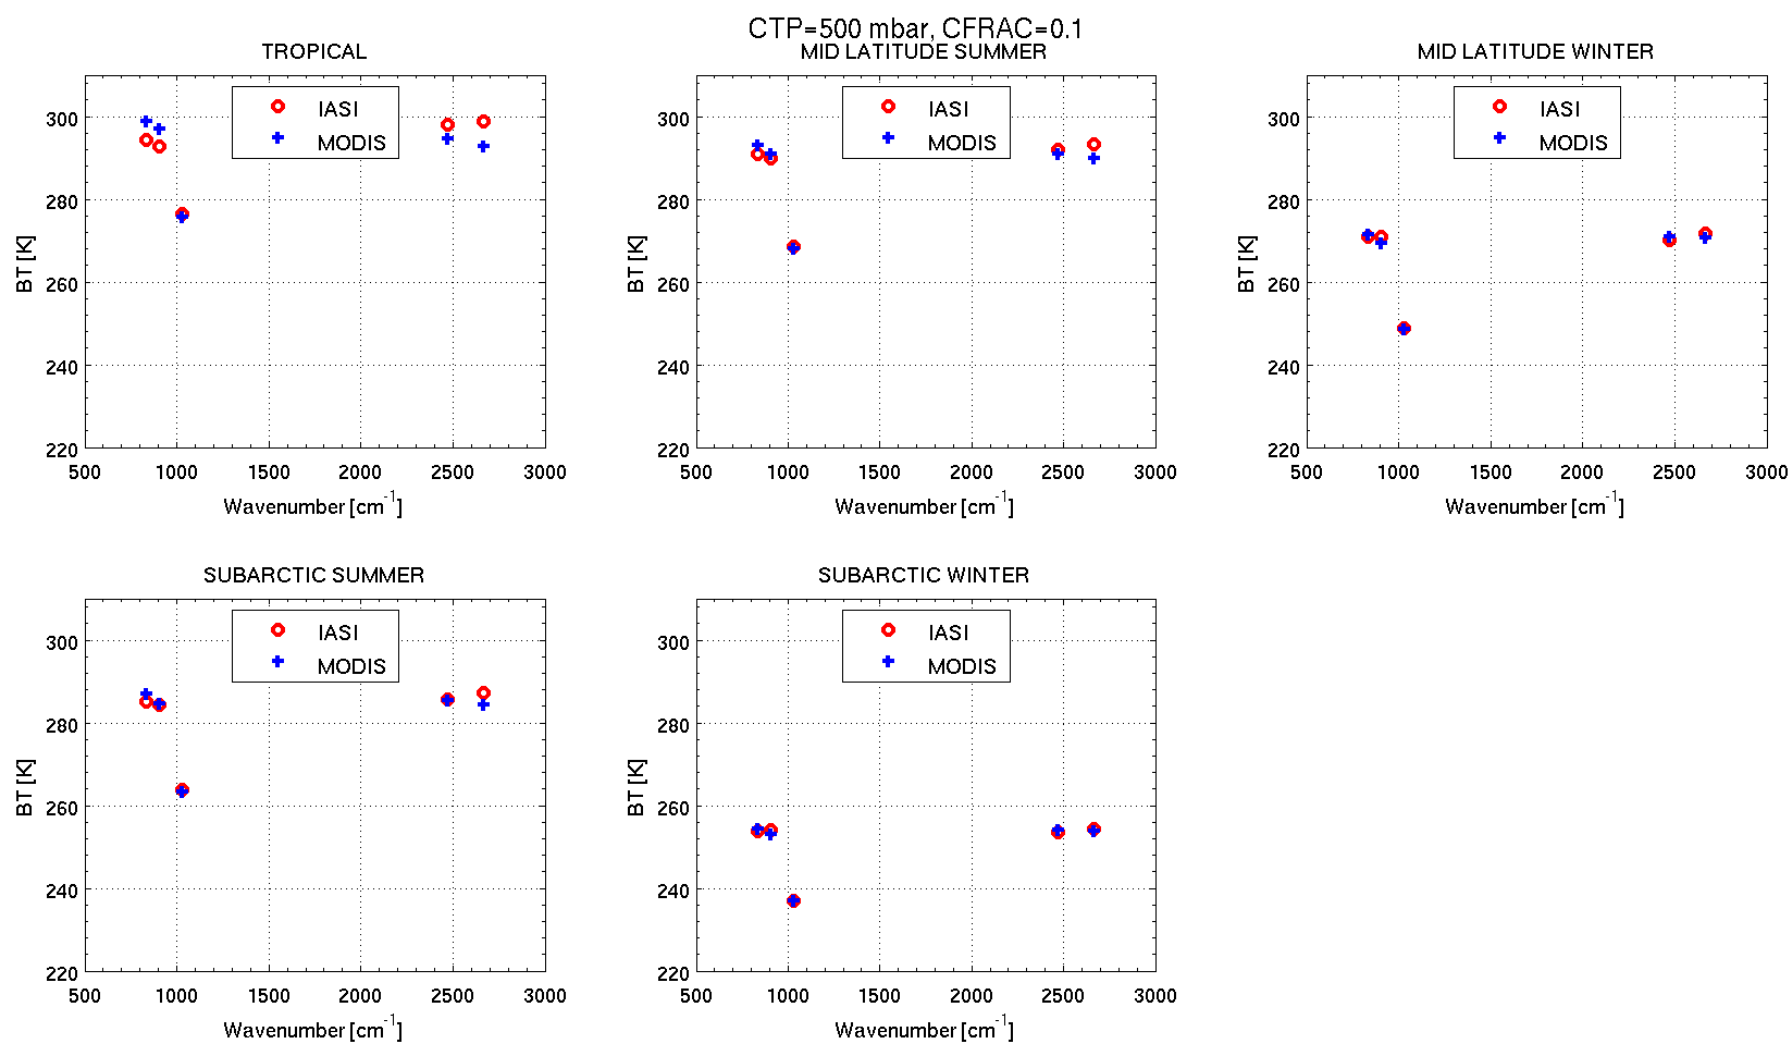 CTP=500 mbar, CFRAC=0.1
TROPICAL
300
280
260
240
220
500 1000 1500 2000 2500 3000
BT [K]
Wavenumber [cm⁻¹]
IASI
MODIS
MID LATITUDE SUMMER
300
280
260
240
220
500 1000 1500 2000 2500 3000
BT [K]
Wavenumber [cm⁻¹]
IASI
MODIS
MID LATITUDE WINTER
300
280
260
240
220
500 1000 1500 2000 2500 3000
BT [K]
Wavenumber [cm⁻¹]
IASI
MODIS
SUBARCTIC SUMMER
300
280
260
240
220
500 1000 1500 2000 2500 3000
BT [K]
Wavenumber [cm⁻¹]
IASI
MODIS
SUBARCTIC WINTER
300
280
260
240
220
500 1000 1500 2000 2500 3000
BT [K]
Wavenumber [cm⁻¹]
IASI
MODIS